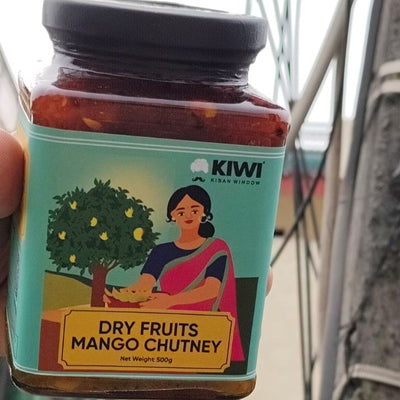 KIWI
KISAN WINDOW
DRY FRUITS
MANGO CHUTNEY
Net Weight: 500g